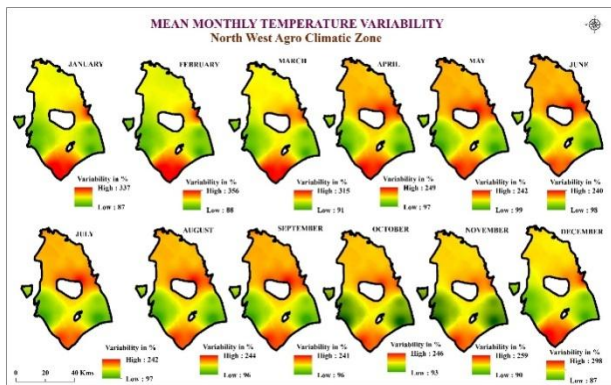 MEAN MONTHLY TEMPERATURE VARIABILITY
North West Agro Climatic Zone
JANUARY
FEBRUARY
MARCH
APRIL
MAY
JUNE
Variability in %
High : 337
Low : 87
Variability in %
High : 356
Low : 88
Variability in %
High : 315
Low : 91
Variability in %
High : 249
Low : 97
Variability in %
High : 242
Low : 99
Variability in %
High : 240
Low : 98
JULY
AUGUST
SEPTEMBER
OCTOBER
NOVEMBER
DECEMBER
Variability in %
High : 242
Low : 97
Variability in %
High : 244
Low : 96
Variability in %
High : 241
Low : 96
Variability in %
High : 246
Low : 93
Variability in %
High : 259
Low : 90
Variability in %
High : 298
Low : 87
0 20 40 Kms